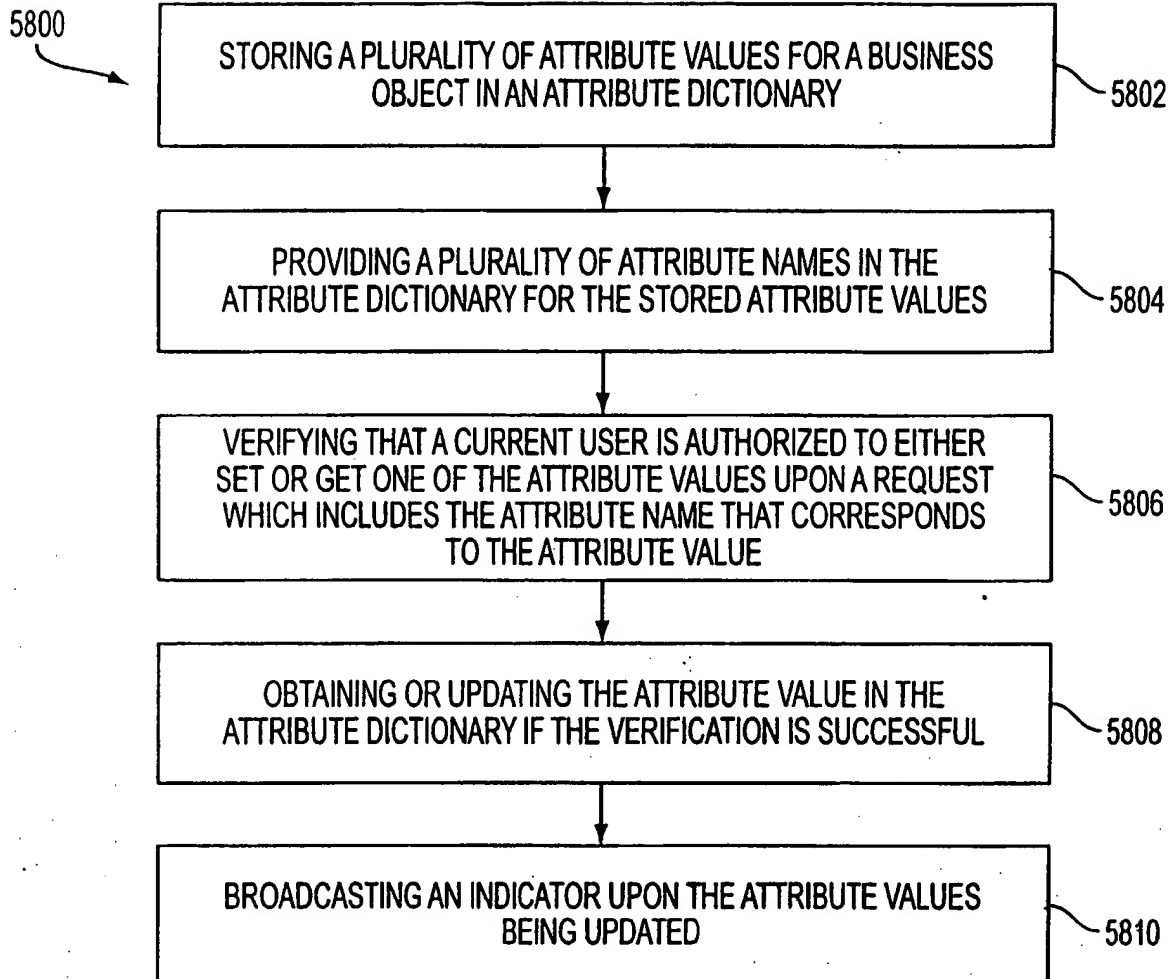 5800
STORING A PLURALITY OF ATTRIBUTE VALUES FOR A BUSINESS
OBJECT IN AN ATTRIBUTE DICTIONARY
5802
PROVIDING A PLURALITY OF ATTRIBUTE NAMES IN THE
ATTRIBUTE DICTIONARY FOR THE STORED ATTRIBUTE VALUES
5804
VERIFYING THAT A CURRENT USER IS AUTHORIZED TO EITHER
SET OR GET ONE OF THE ATTRIBUTE VALUES UPON A REQUEST
WHICH INCLUDES THE ATTRIBUTE NAME THAT CORRESPONDS
TO THE ATTRIBUTE VALUE
5806
OBTAINING OR UPDATING THE ATTRIBUTE VALUE IN THE
ATTRIBUTE DICTIONARY IF THE VERIFICATION IS SUCCESSFUL
5808
BROADCASTING AN INDICATOR UPON THE ATTRIBUTE VALUES
BEING UPDATED
5810